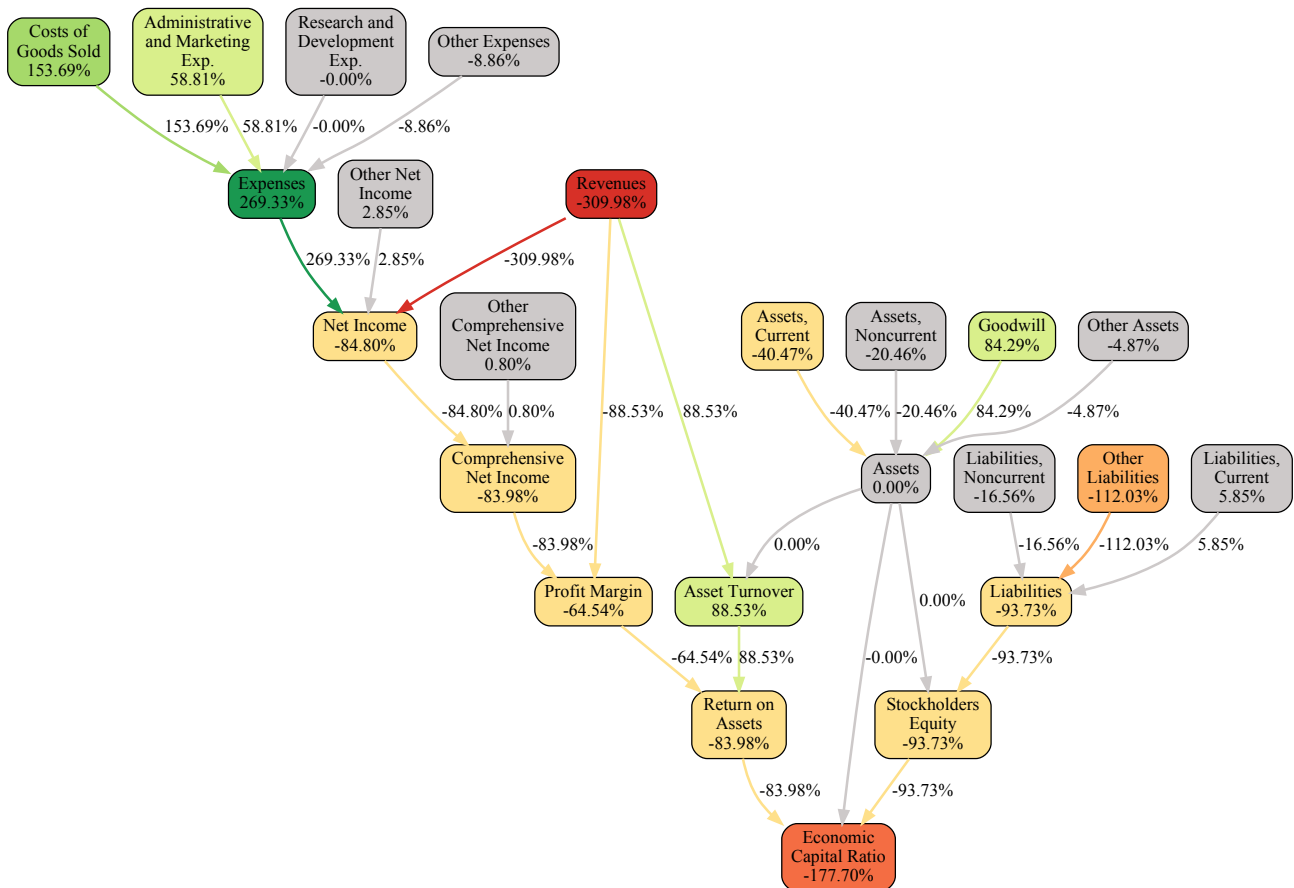 Costs of
Goods Sold
153.69%
Administrative
and Marketing
Exp.
58.81%
Research and
Development
Exp.
-0.00%
Other Expenses
-8.86%
153.69%
58.81%
-0.00%
-8.86%
Expenses
269.33%
Other Net
Income
2.85%
Revenues
-309.98%
269.33%
2.85%
-309.98%
Net Income
-84.80%
Other
Comprehensive
Net Income
0.80%
Assets,
Current
-40.47%
Assets,
Noncurrent
-20.46%
Goodwill
84.29%
Other Assets
-4.87%
-84.80%
0.80%
-88.53%
88.53%
-40.47%
-20.46%
84.29%
-4.87%
Comprehensive
Net Income
-83.98%
Assets
0.00%
Liabilities,
Noncurrent
-16.56%
Other
Liabilities
-112.03%
Liabilities,
Current
5.85%
-83.98%
0.00%
-16.56%
-112.03%
5.85%
Profit Margin
-64.54%
Asset Turnover
88.53%
0.00%
Liabilities
-93.73%
-64.54%
88.53%
-0.00%
-93.73%
Return on
Assets
-83.98%
Stockholders
Equity
-93.73%
-83.98%
-93.73%
Economic
Capital Ratio
-177.70%